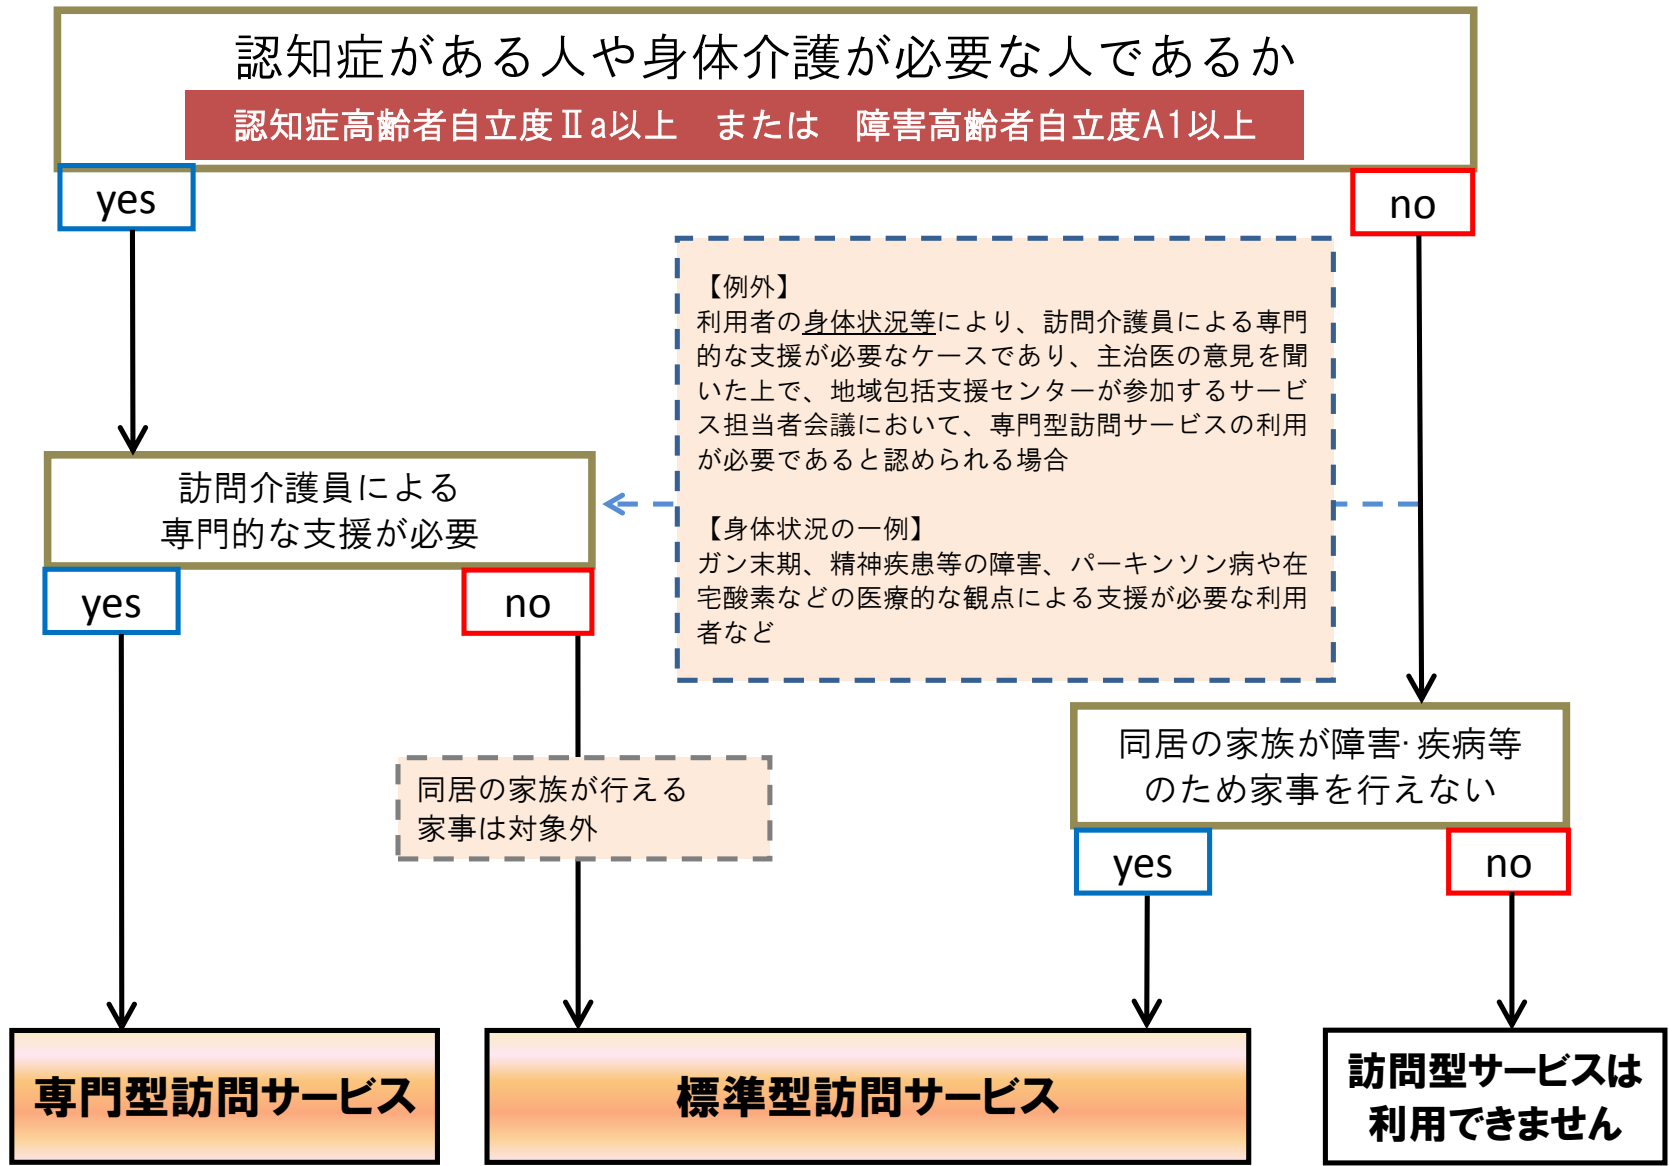 認知症がある人や身体介護が必要な人であるか
認知症高齢者自立度Ⅱa以上　または　障害高齢者自立度A1以上
yes
no
【例外】
利用者の身体状況等により、訪問介護員による専門
的な支援が必要なケースであり、主治医の意見を聞
いた上で、地域包括支援センターが参加するサービ
ス担当者会議において、専門型訪問サービスの利用
が必要であると認められる場合
【身体状況の一例】
ガン末期、精神疾患等の障害、パーキンソン病や在
宅酸素などの医療的な観点による支援が必要な利用
者など
訪問介護員による
専門的な支援が必要
yes
no
同居の家族が行える
家事は対象外
同居の家族が障害・疾病等
のため家事を行えない
yes
no
専門型訪問サービス
標準型訪問サービス
訪問型サービスは
利用できません